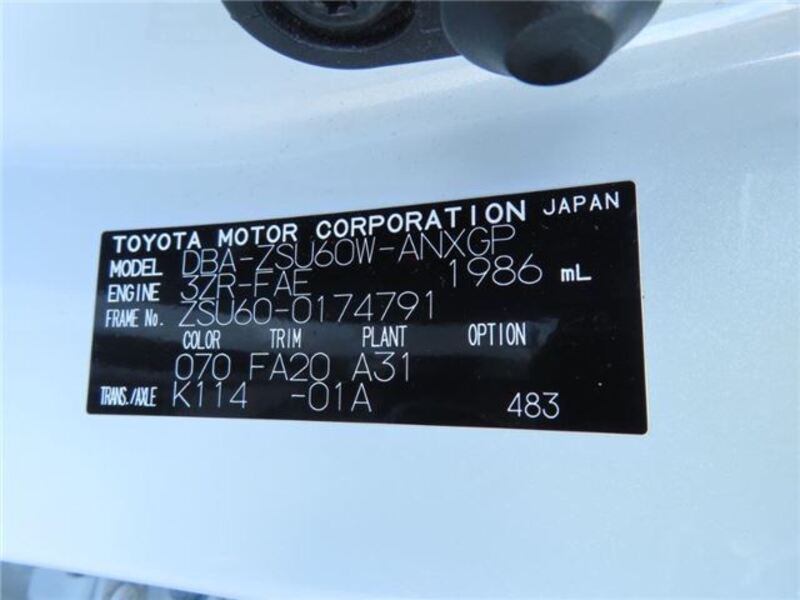 TOYOTA MOTOR CORPORATION JAPAN
MODEL DBA-ZSU60W-ANXGP
ENGINE 3ZR-FAE 1986 mL
FRAME No. ZSU60-0174791
COLOR TRIM PLANT OPTION
070 FA20 A31
TRANS./AXLE K114 -01A 483